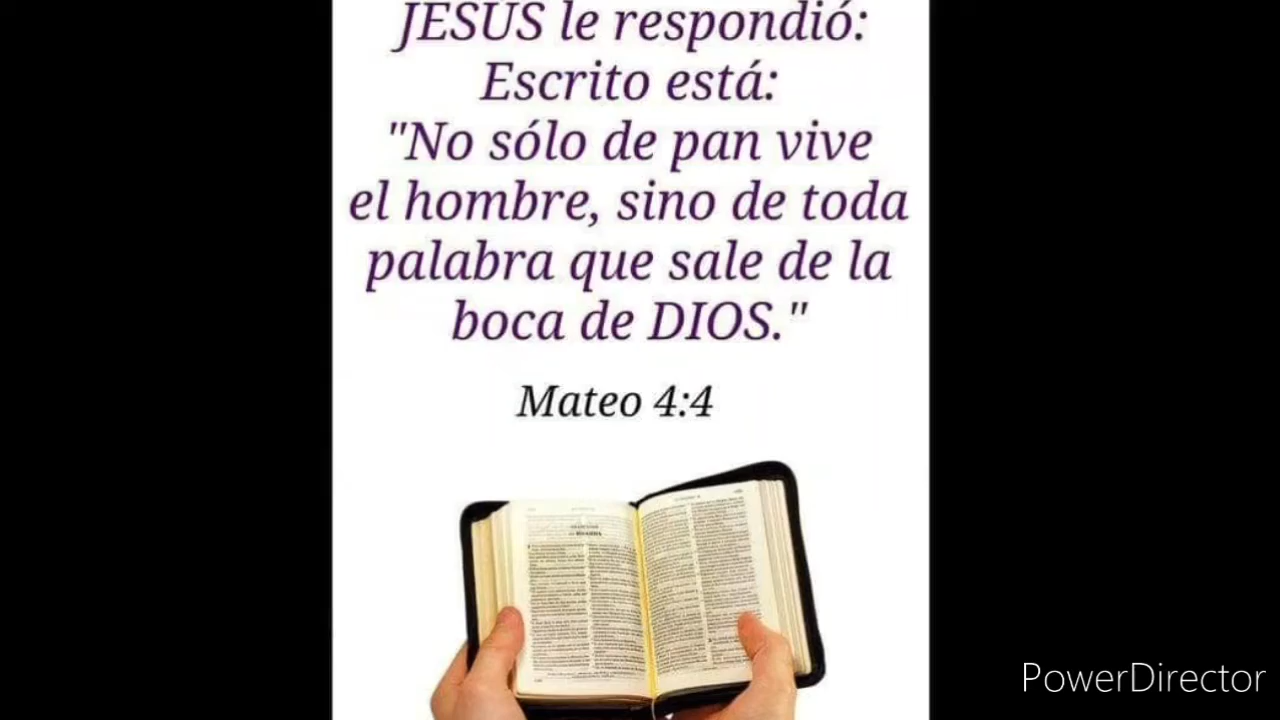 JESÚS le respondió:
Escrito está:
"No sólo de pan vive
el hombre, sino de toda
palabra que sale de la
boca de DIOS."
Mateo 4:4
PowerDirector